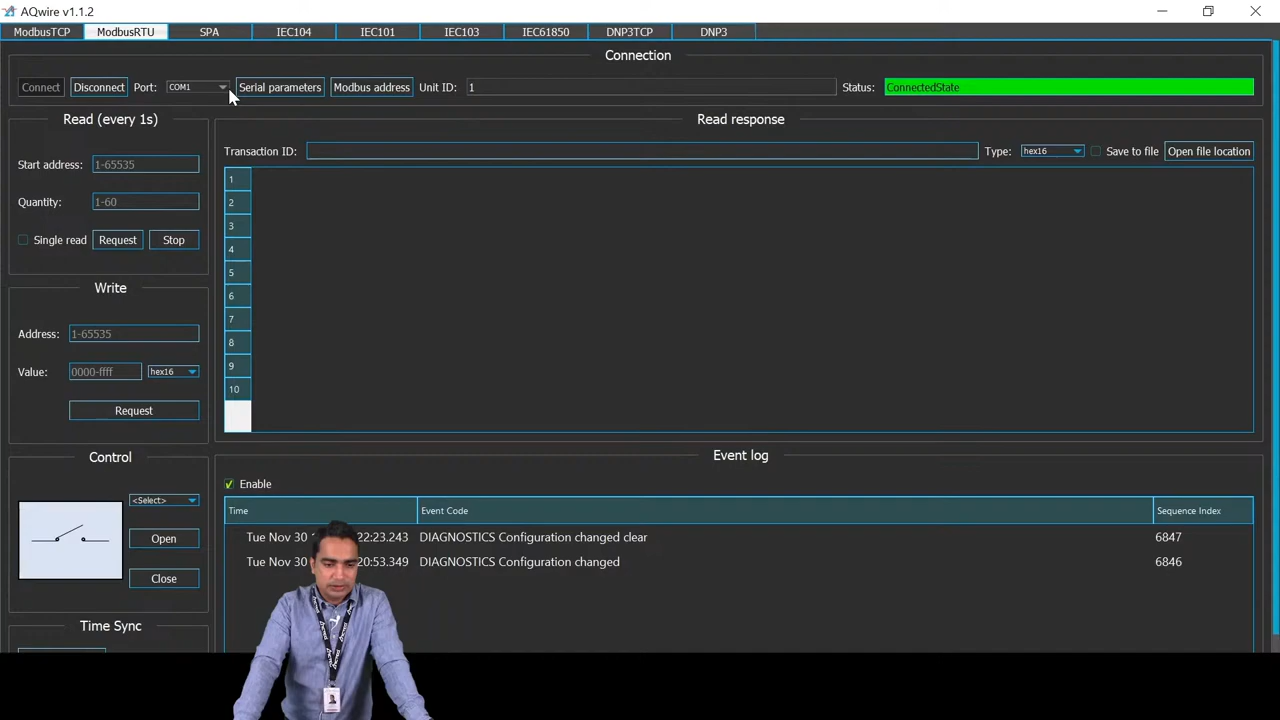 AQwire v1.1.2
ModbusTCP ModbusRTU SPA IEC104 IEC101 IEC103 IEC61850 DNP3TCP DNP3
Connection
Connect Disconnect Port: COM1 Serial parameters Modbus address Unit ID: 1 Status: ConnectedState
Read (every 1s)
Start address: 1-65535
Quantity: 1-60
Single read Request Stop
Write
Address: 1-65535
Value: 0000-ffff hex16
Request
Control
<Select>
Open
Close
Time Sync
Read response
Transaction ID: Type: hex16 Save to file Open file location
1
2
3
4
5
6
7
8
9
10
Event log
Enable
Time Event Code Sequence Index
Tue Nov 30 22:23.243 DIAGNOSTICS Configuration changed clear 6847
Tue Nov 30 20:53.349 DIAGNOSTICS Configuration changed 6846